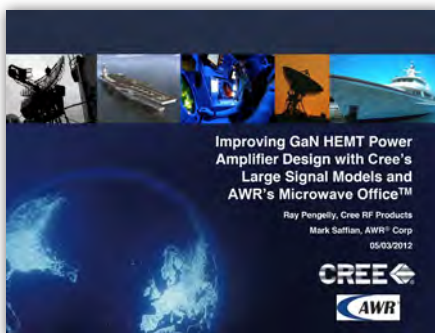 Improving GaN HEMT Power
Amplifier Design with Cree's
Large Signal Models and
AWR's Microwave Office™
Ray Pengelly, Cree RF Products
Mark Saffian, AWR® Corp
05/03/2012
CREE
AWR